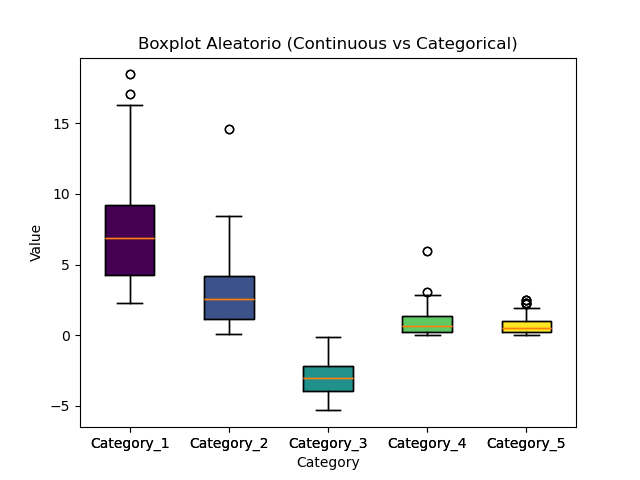 Boxplot Aleatorio (Continuous vs Categorical)
Value
15
10
5
0
−5
Category_1 Category_2 Category_3 Category_4 Category_5
Category